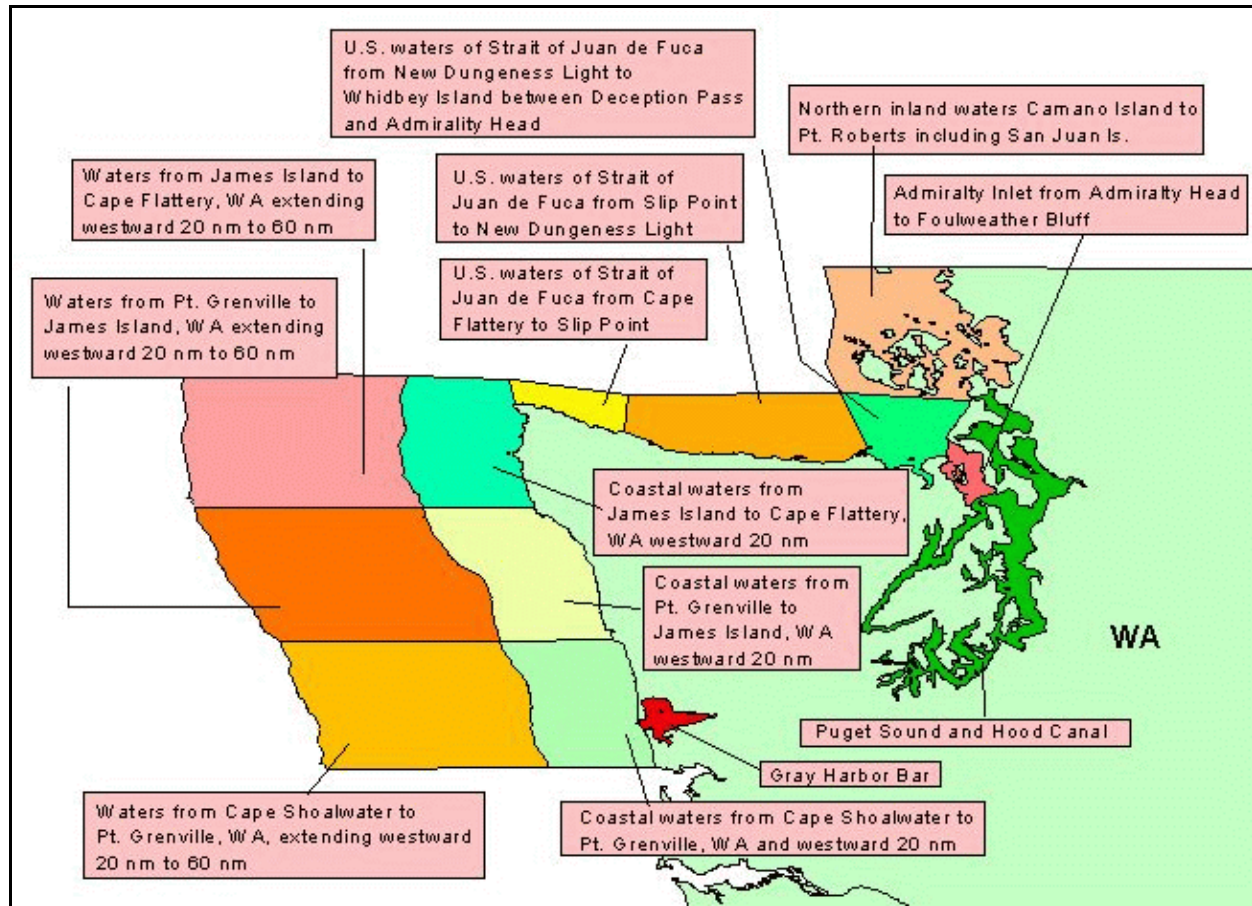 U.S. waters of Strait of Juan de Fuca
from New Dungeness Light to
Whidbey Island between Deception Pass
and Admirality Head
Northern inland waters Camano Island to
Pt. Roberts including San Juan Is.
Waters from James Island to
Cape Flattery, WA extending
westward 20 nm to 60 nm
U.S. waters of Strait of
Juan de Fuca from Slip Point
to New Dungeness Light
Admiralty Inlet from Admiralty Head
to Foulweather Bluff
U.S. waters of Strait of
Juan de Fuca from Cape
Flattery to Slip Point
Waters from Pt. Grenville to
James Island, WA extending
westward 20 nm to 60 nm
Coastal waters from
James Island to Cape Flattery,
WA westward 20 nm
Coastal waters from
Pt. Grenville to
James Island, WA
westward 20 nm
WA
Puget Sound and Hood Canal
Gray Harbor Bar
Waters from Cape Shoalwater to
Pt. Grenville, WA, extending westward
20 nm to 60 nm
Coastal waters from Cape Shoalwater to
Pt. Grenville, WA and westward 20 nm